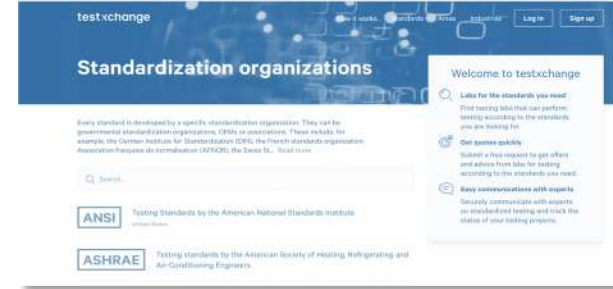 testxchange
How it works Standards Areas Industries Log in Sign up
Standardization organizations
Every standard is developed by a specific standardization organization. They can be
governmental standardization organizations, OEMs or associations. These include, for
example, the German Institute for Standardization (DIN), the French standards organization
Association Française de normalisation (AFNOR), the Swiss St... Read more
Search...
ANSI
Testing Standards by the American National Standards Institute
United States
ASHRAE
Testing standards by the American Society of Heating, Refrigerating and
Air-Conditioning Engineers
Welcome to testxchange
Labs for the standards you need
Find testing labs that can perform
testing according to the standards
you are looking for.
Get quotes quickly
Submit a free request to get offers
and advice from labs for testing
according to the standards you need.
Easy communications with experts
Securely communicate with experts
on standardized testing and track the
status of your testing projects.